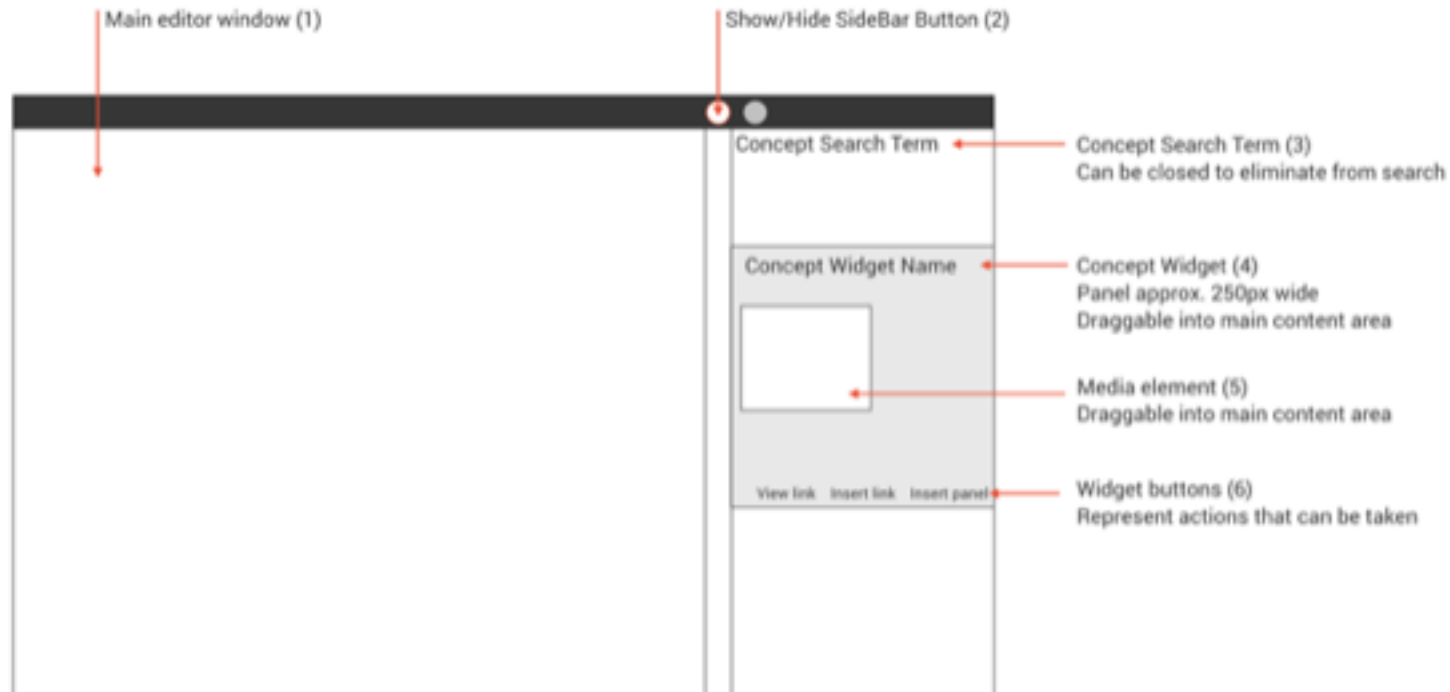 Main editor window (1)
Show/Hide SideBar Button (2)
Concept Search Term
Concept Search Term (3)
Can be closed to eliminate from search
Concept Widget Name
Concept Widget (4)
Panel approx. 250px wide
Draggable into main content area
Media element (5)
Draggable into main content area
View link Insert link Insert panel
Widget buttons (6)
Represent actions that can be taken